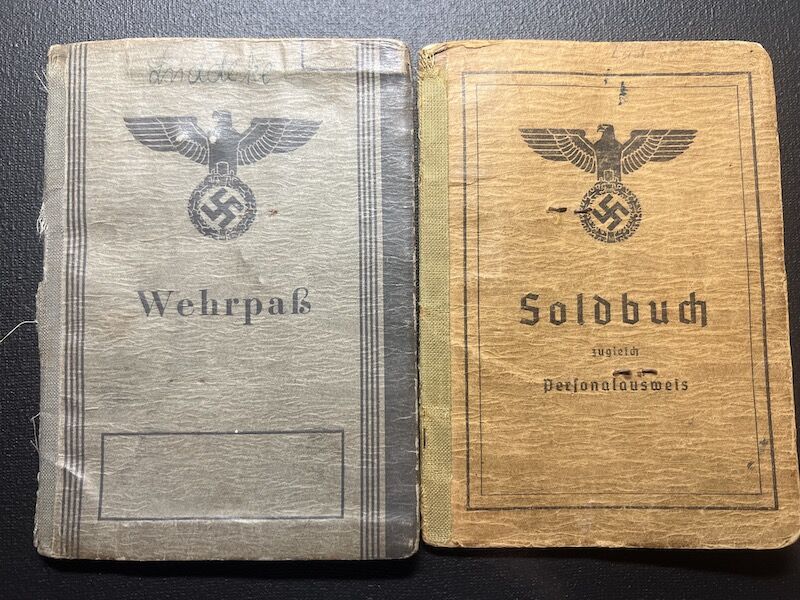 Wehrpaß
Soldbuch
zugleich
Personalausweis